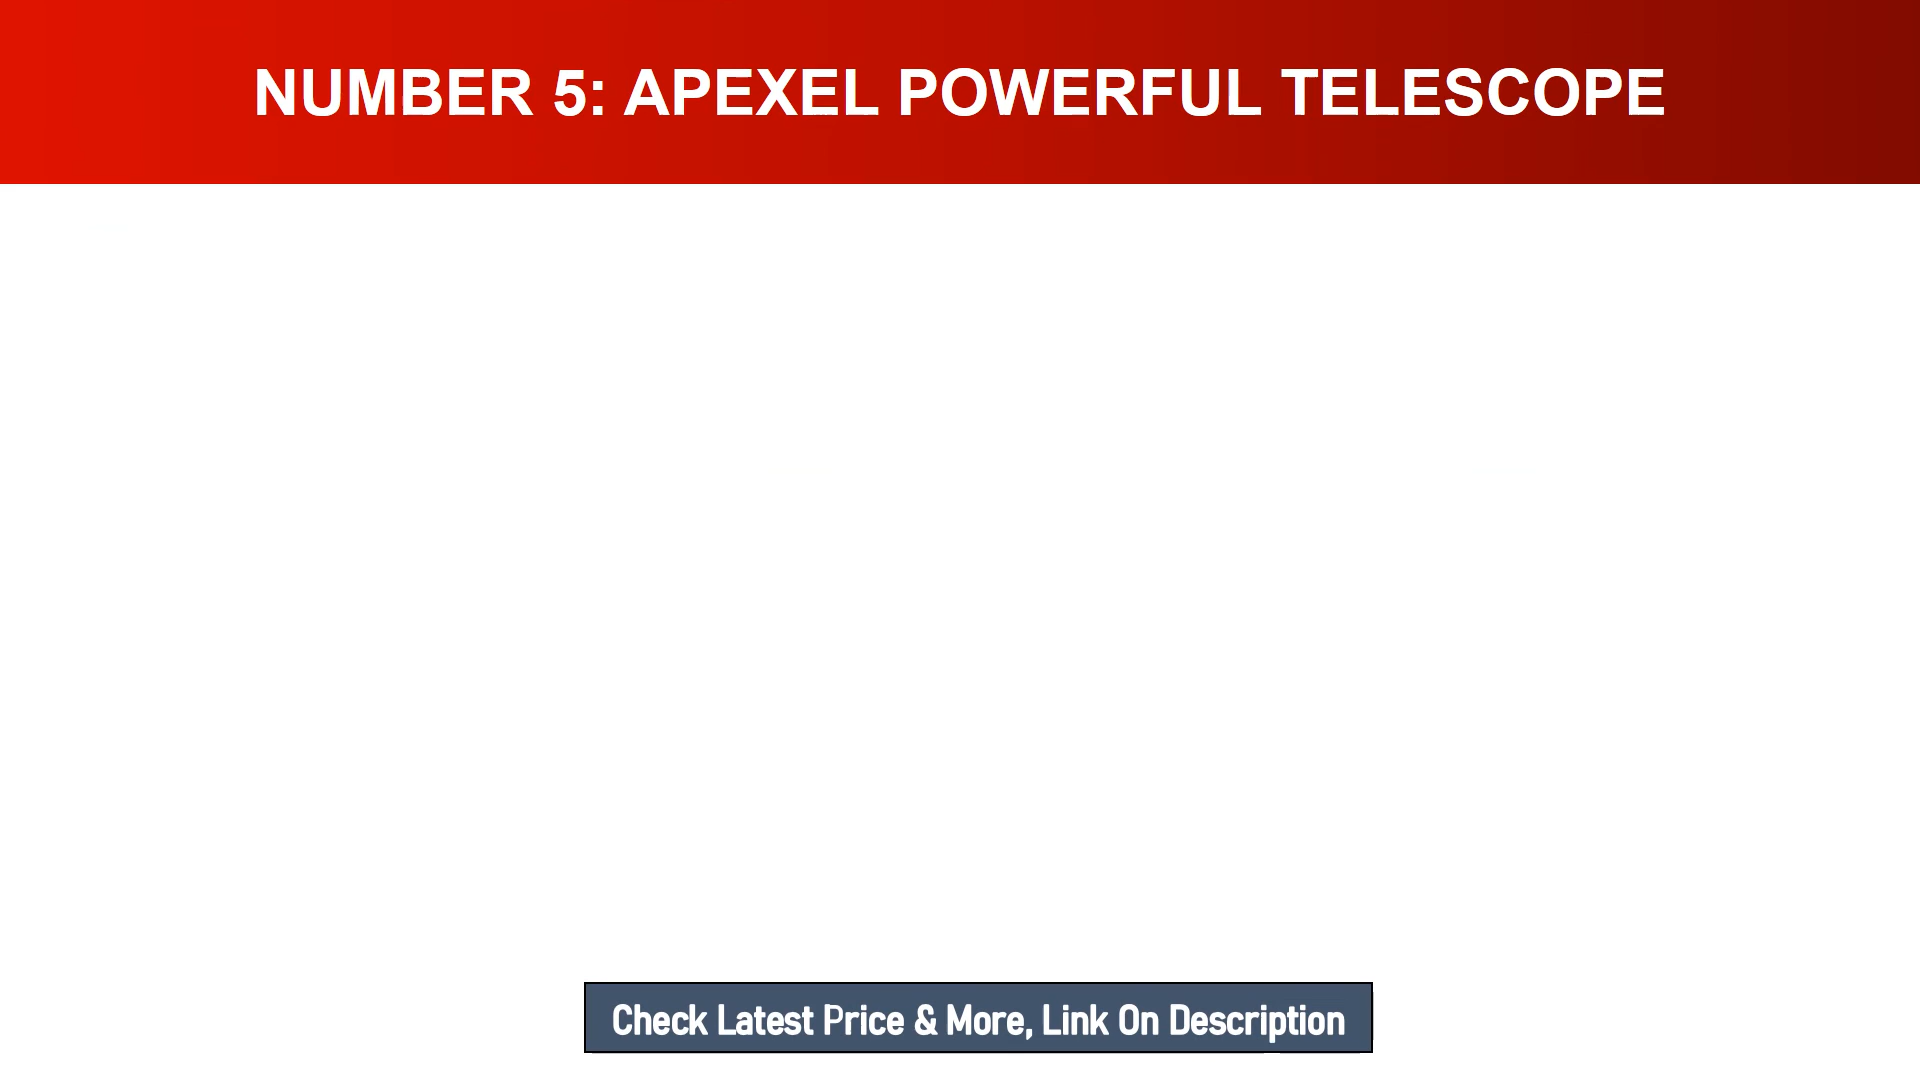 NUMBER 5: APEXEL POWERFUL TELESCOPE
Check Latest Price & More, Link On Description